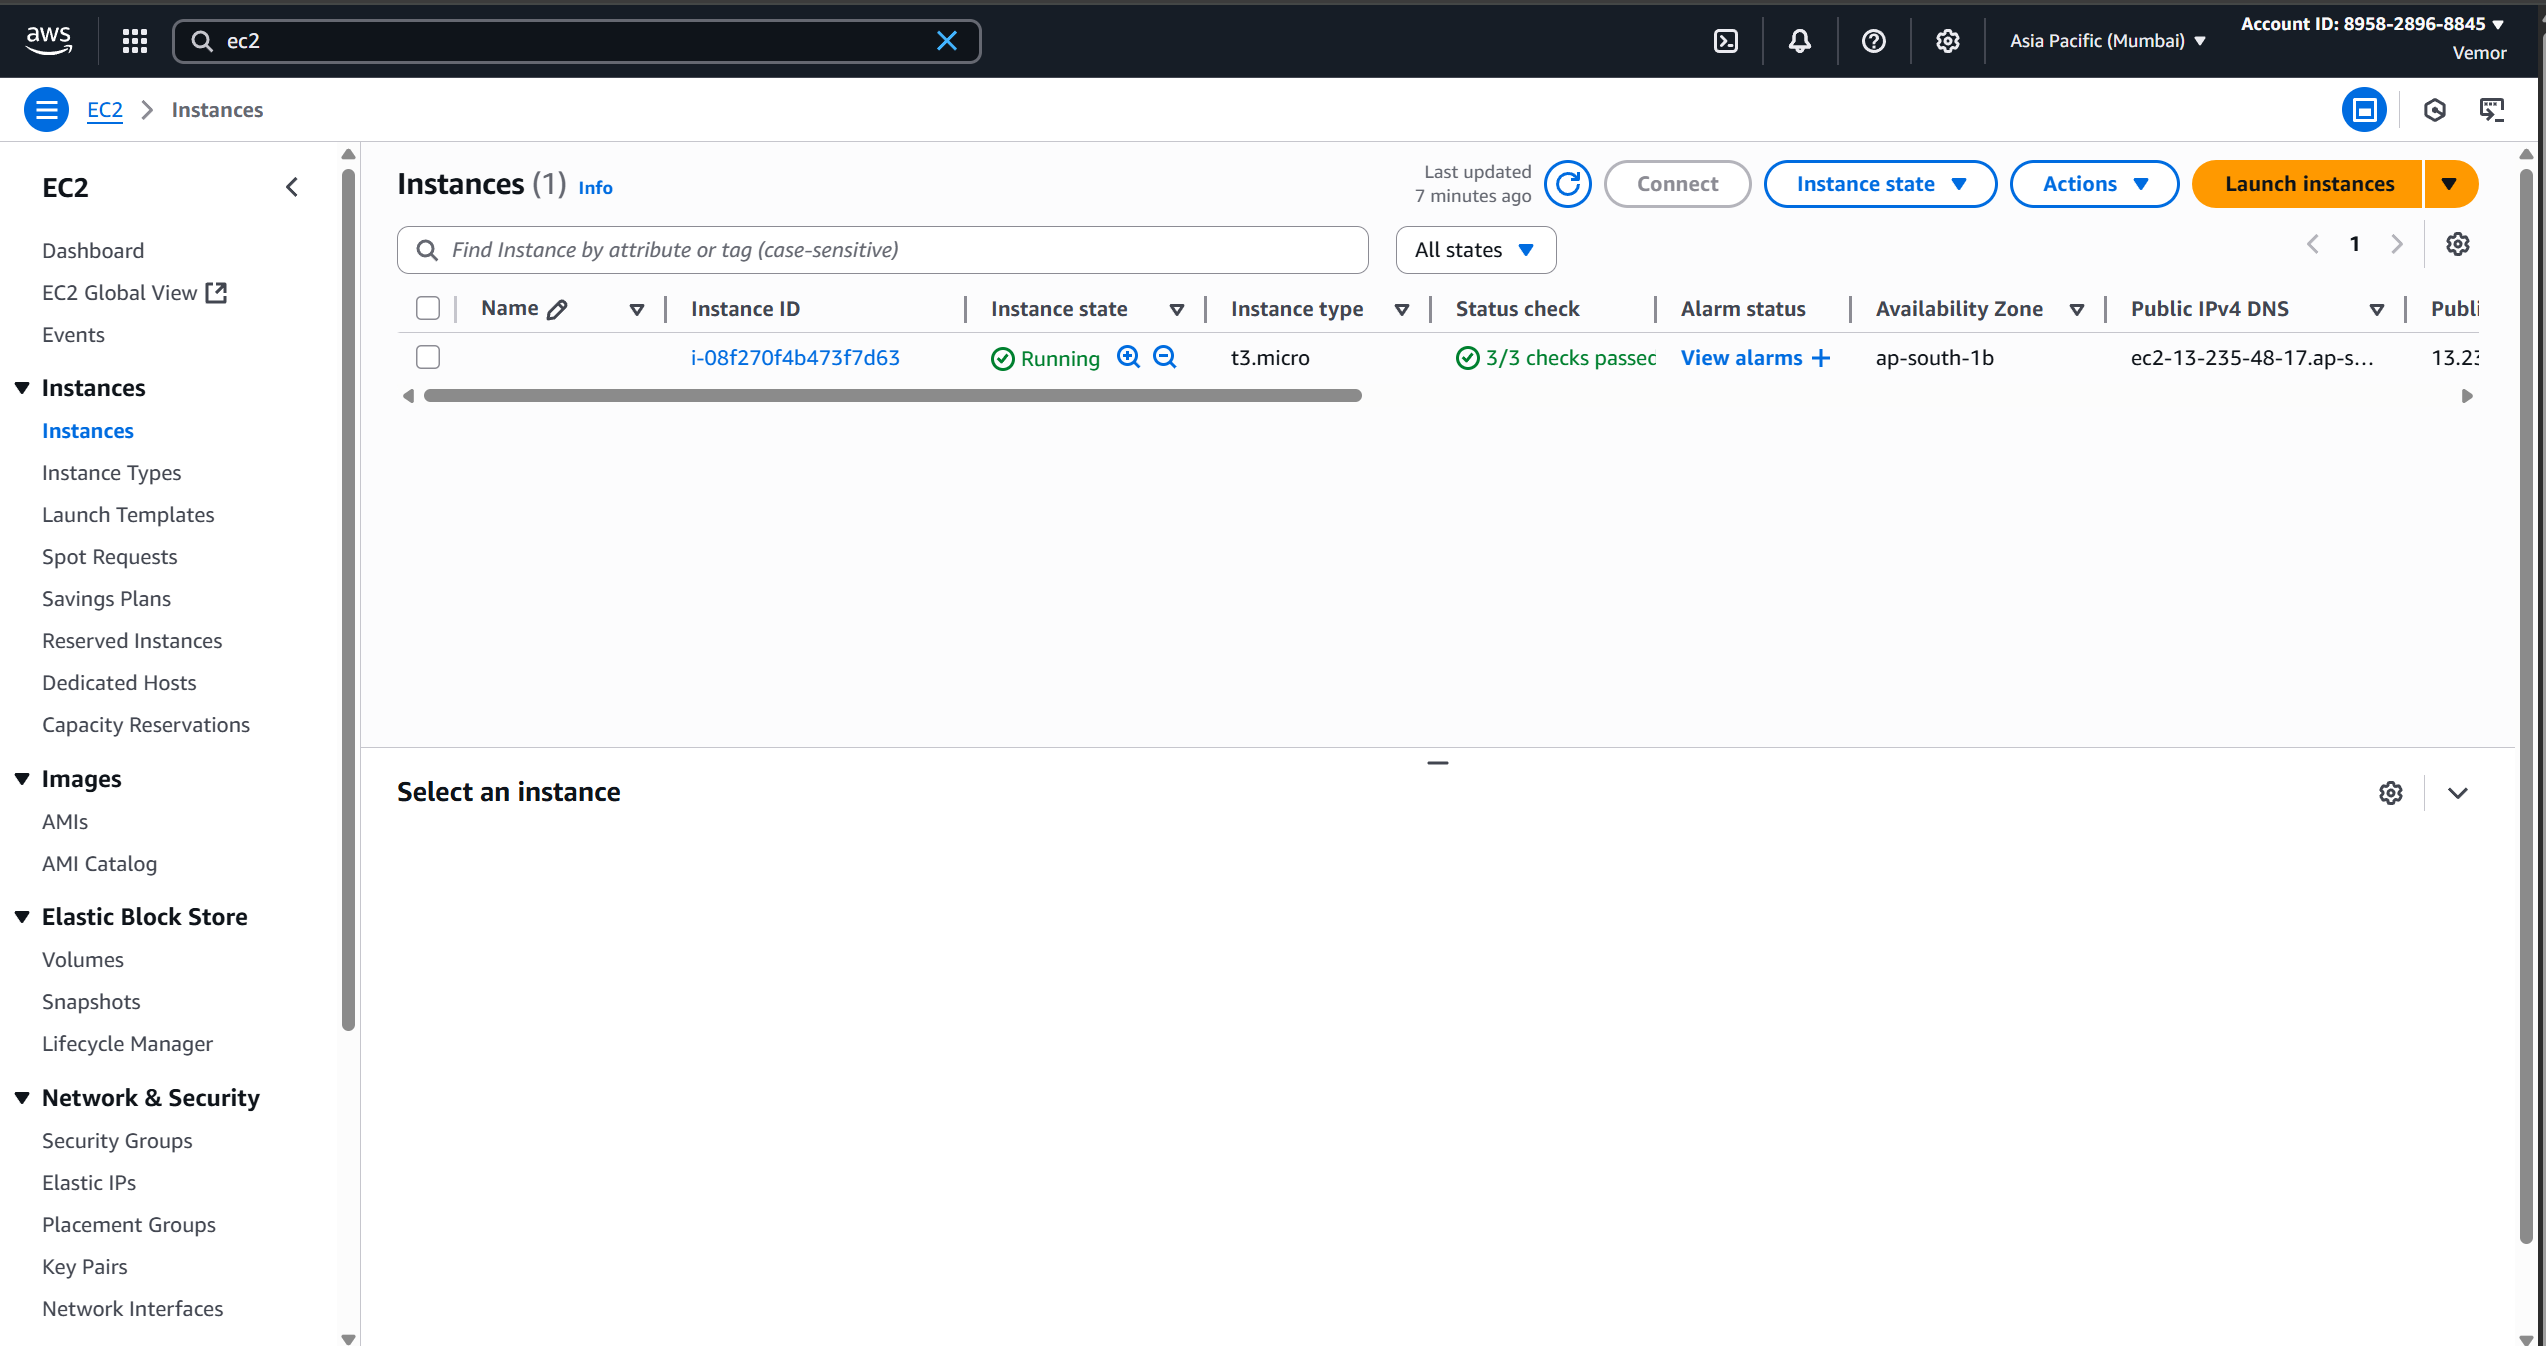 aws
ec2
Asia Pacific (Mumbai)
Account ID: 8958-2896-8845
Vemor
EC2
Instances
EC2
Dashboard
EC2 Global View
Events
Instances
Instances
Instance Types
Launch Templates
Spot Requests
Savings Plans
Reserved Instances
Dedicated Hosts
Capacity Reservations
Images
AMIs
AMI Catalog
Elastic Block Store
Volumes
Snapshots
Lifecycle Manager
Network & Security
Security Groups
Elastic IPs
Placement Groups
Key Pairs
Network Interfaces
Instances (1) Info
Last updated
7 minutes ago
Connect
Instance state
Actions
Launch instances
Find Instance by attribute or tag (case-sensitive)
All states
1
Name Instance ID Instance state Instance type Status check Alarm status Availability Zone Public IPv4 DNS Publi
i-08f270f4b473f7d63 Running t3.micro 3/3 checks passed View alarms + ap-south-1b ec2-13-235-48-17.ap-s... 13.23
Select an instance